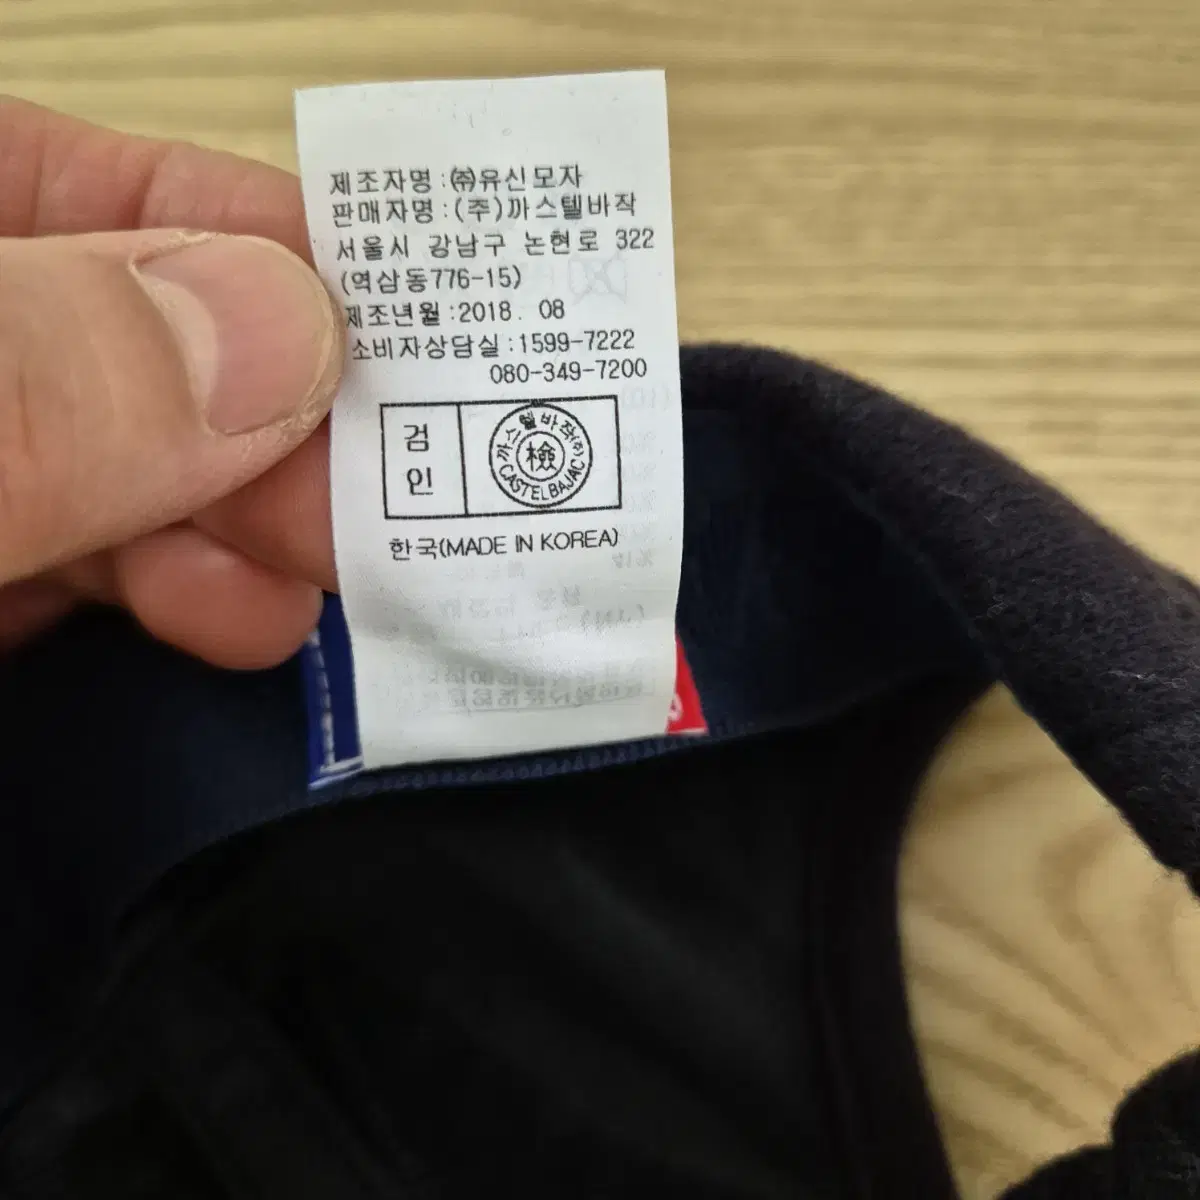 제조자명 : ㈜유신모자
판매자명 : (주)까스텔바작
서울시 강남구 논현로 322
(역삼동776-15)
제조년월 : 2018. 08
소비자상담실 : 1599-7222
080-349-7200
검인
까스텔바작(주)
檢
CASTELBAJAC
한국(MADE IN KOREA)